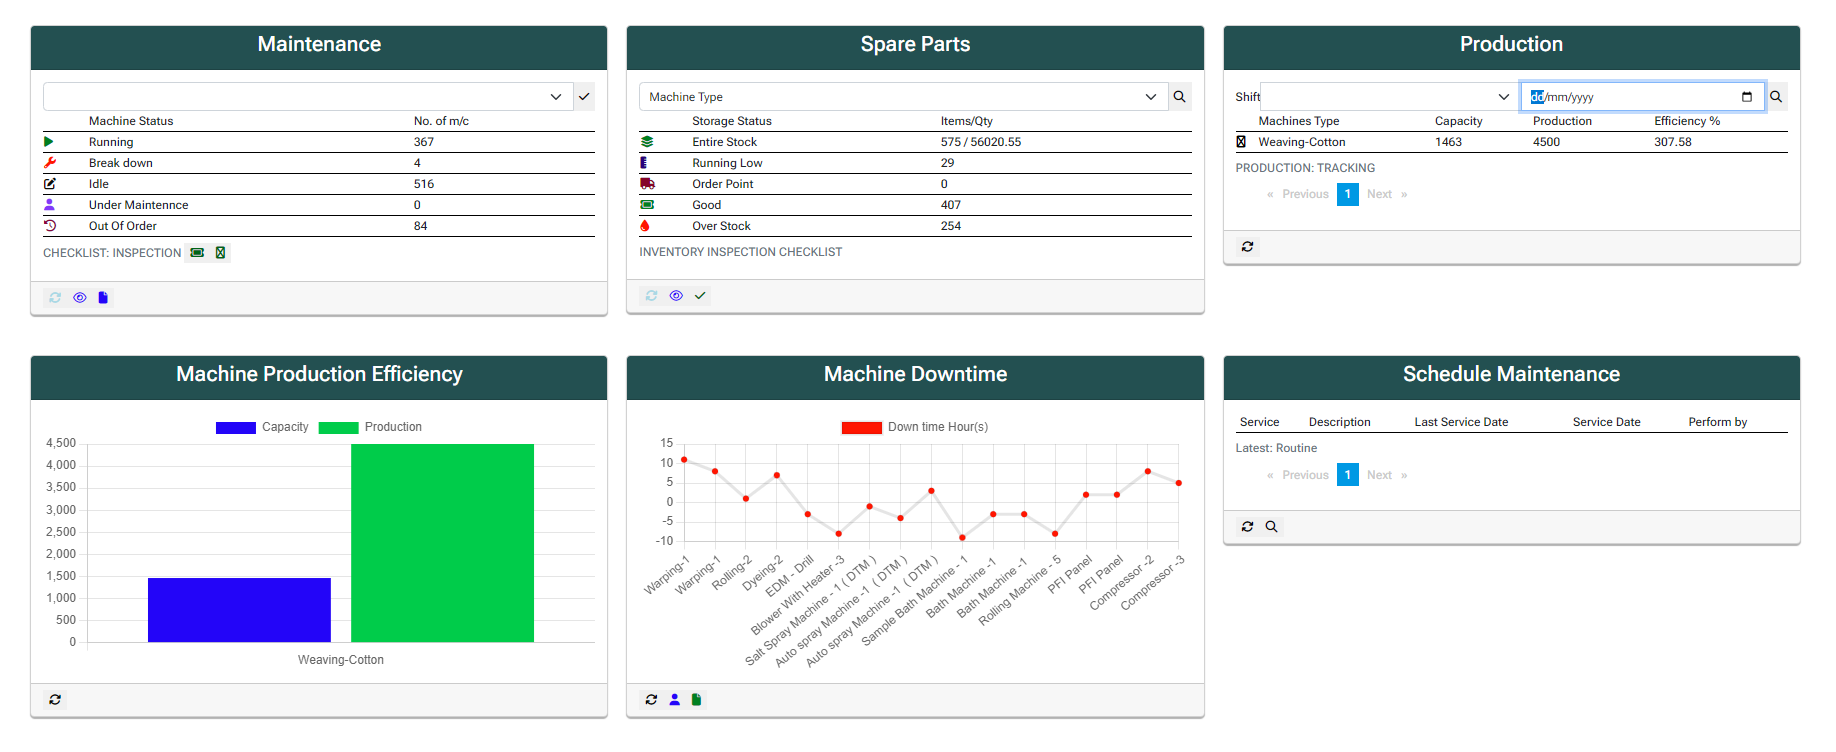 Maintenance
Machine Status No. of m/c
Running 367
Break down 4
Idle 516
Under Maintennce 0
Out Of Order 84
CHECKLIST: INSPECTION
Spare Parts
Machine Type
Storage Status Items/Qty
Entire Stock 575 / 56020.55
Running Low 29
Order Point 0
Good 407
Over Stock 254
INVENTORY INSPECTION CHECKLIST
Production
Shift dd/mm/yyyy
Machines Type Capacity Production Efficiency %
Weaving-Cotton 1463 4500 307.58
PRODUCTION: TRACKING
« Previous 1 Next »
Machine Production Efficiency
Capacity Production
4,500
4,000
3,500
3,000
2,500
2,000
1,500
1,000
500
0
Weaving-Cotton
Machine Downtime
Down time Hour(s)
15
10
5
0
-5
-10
Warping-1
Warping-1
Rolling-2
Dyeing-2
EDM - Drill
Blower With Heater -3
Salt Spray Machine -1 ( DTM )
Auto spray Machine -1 ( DTM )
Auto spray Machine -1 ( DTM )
Sample Bath Machine - 1
Bath Machine -1
Bath Machine -1
Rolling Machine - 5
PFI Panel
PFI Panel
Compressor -2
Compressor -3
Schedule Maintenance
Service Description Last Service Date Service Date Perform by
Latest: Routine
« Previous 1 Next »